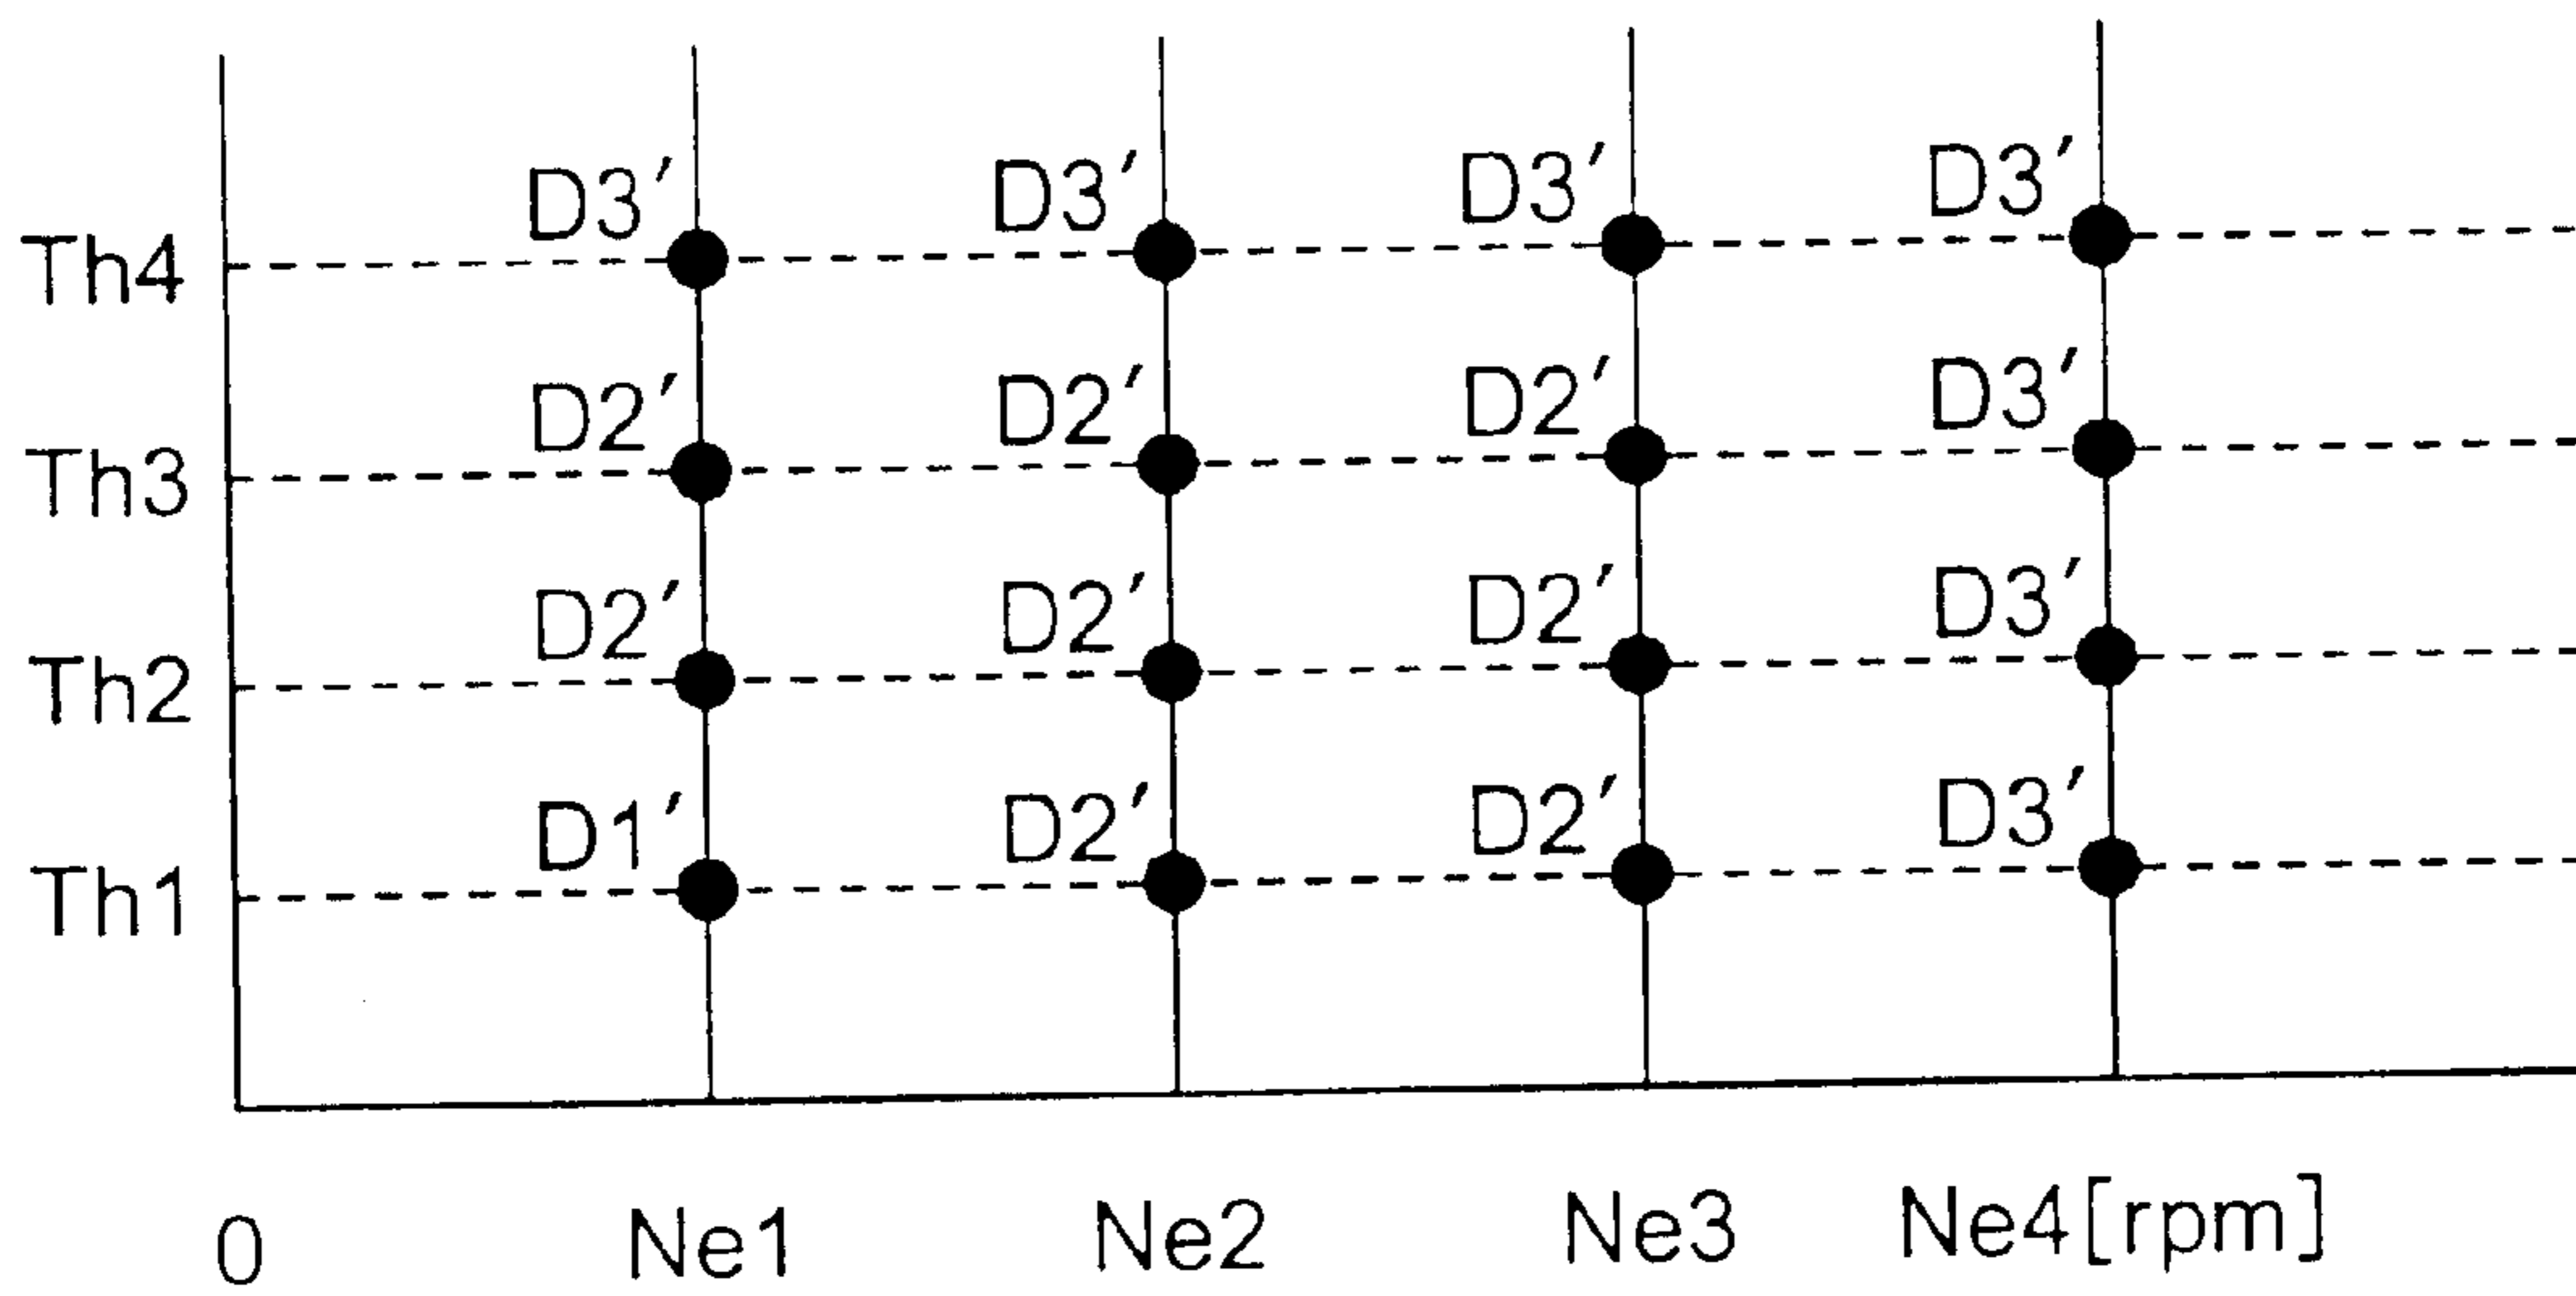 D3′ D3′ D3′ D3′
Th4
D2′ D2′ D2′ D3′
Th3
D2′ D2′ D2′ D3′
Th2
D1′ D2′ D2′ D3′
Th1
0 Ne1 Ne2 Ne3 Ne4[rpm]